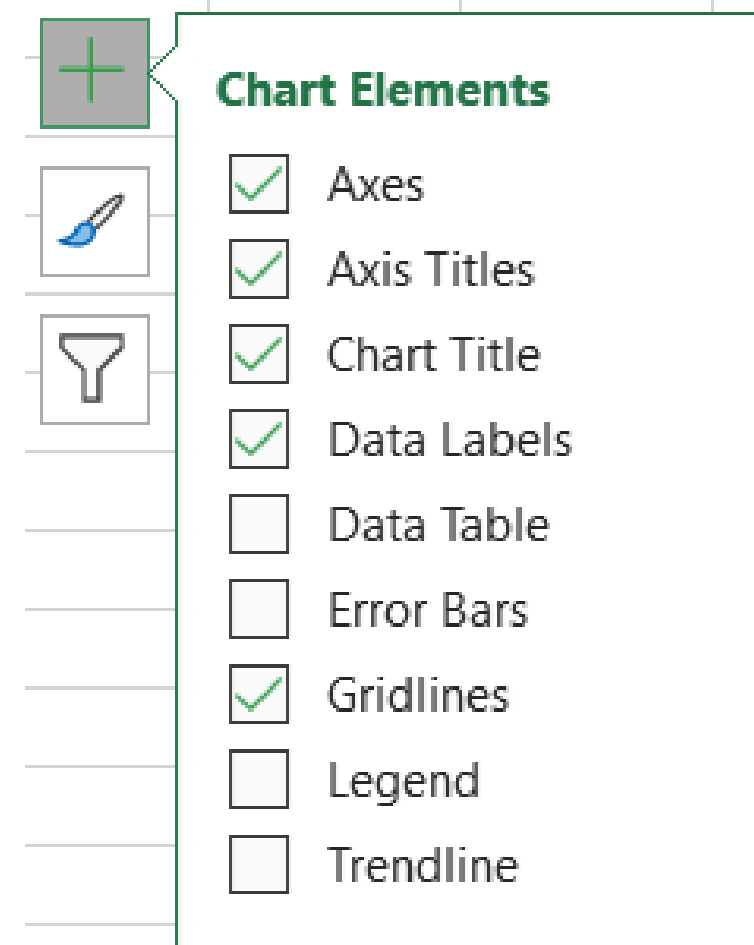 Chart Elements
Axes
Axis Titles
Chart Title
Data Labels
Data Table
Error Bars
Gridlines
Legend
Trendline